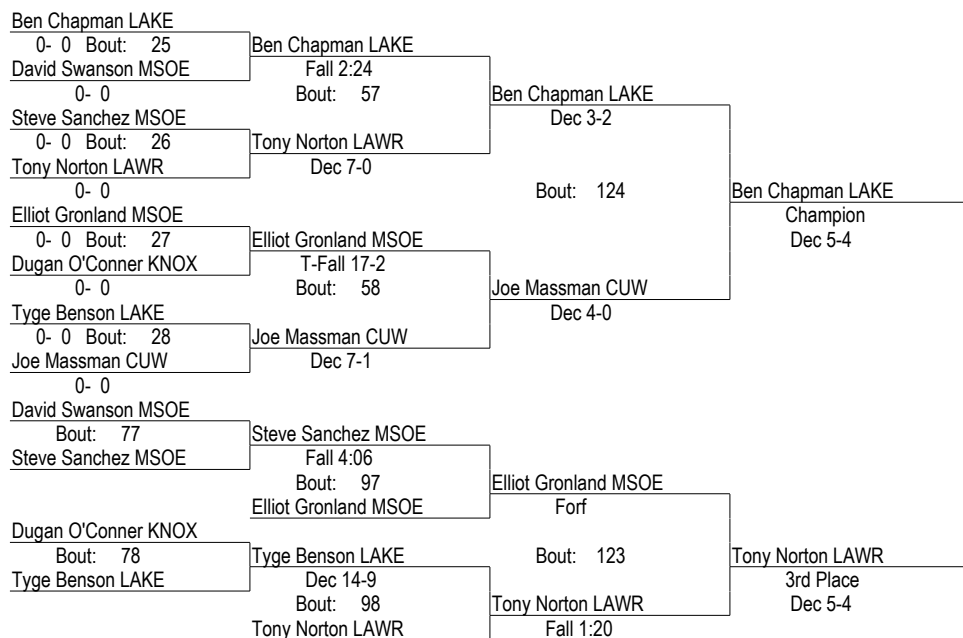 Ben Chapman LAKE
0- 0 Bout: 25 Ben Chapman LAKE
David Swanson MSOE Fall 2:24
0- 0 Bout: 57 Ben Chapman LAKE
Steve Sanchez MSOE Dec 3-2
0- 0 Bout: 26 Tony Norton LAWR
Tony Norton LAWR Dec 7-0
0- 0 Bout: 124 Ben Chapman LAKE
Elliot Gronland MSOE Champion
0- 0 Bout: 27 Elliot Gronland MSOE Dec 5-4
Dugan O'Conner KNOX T-Fall 17-2
0- 0 Bout: 58 Joe Massman CUW
Tyge Benson LAKE Dec 4-0
0- 0 Bout: 28 Joe Massman CUW
Joe Massman CUW Dec 7-1
0- 0
David Swanson MSOE
Bout: 77 Steve Sanchez MSOE
Steve Sanchez MSOE Fall 4:06
Bout: 97 Elliot Gronland MSOE
Elliot Gronland MSOE Forf
Dugan O'Conner KNOX
Bout: 78 Tyge Benson LAKE Bout: 123 Tony Norton LAWR
Tyge Benson LAKE Dec 14-9 3rd Place
Bout: 98 Tony Norton LAWR Dec 5-4
Tony Norton LAWR Fall 1:20